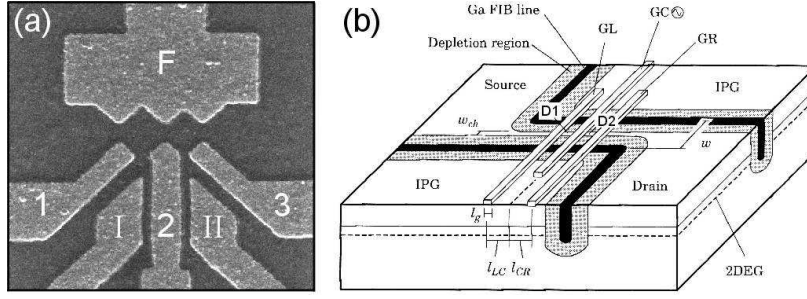 (a)
F
1
I
2
II
3
(b)
Ga FIB line
Depletion region
GC
GL
GR
Source
IPG
D1
D2
w_ch
w
IPG
Drain
l_g
l_LC
l_CR
2DEG